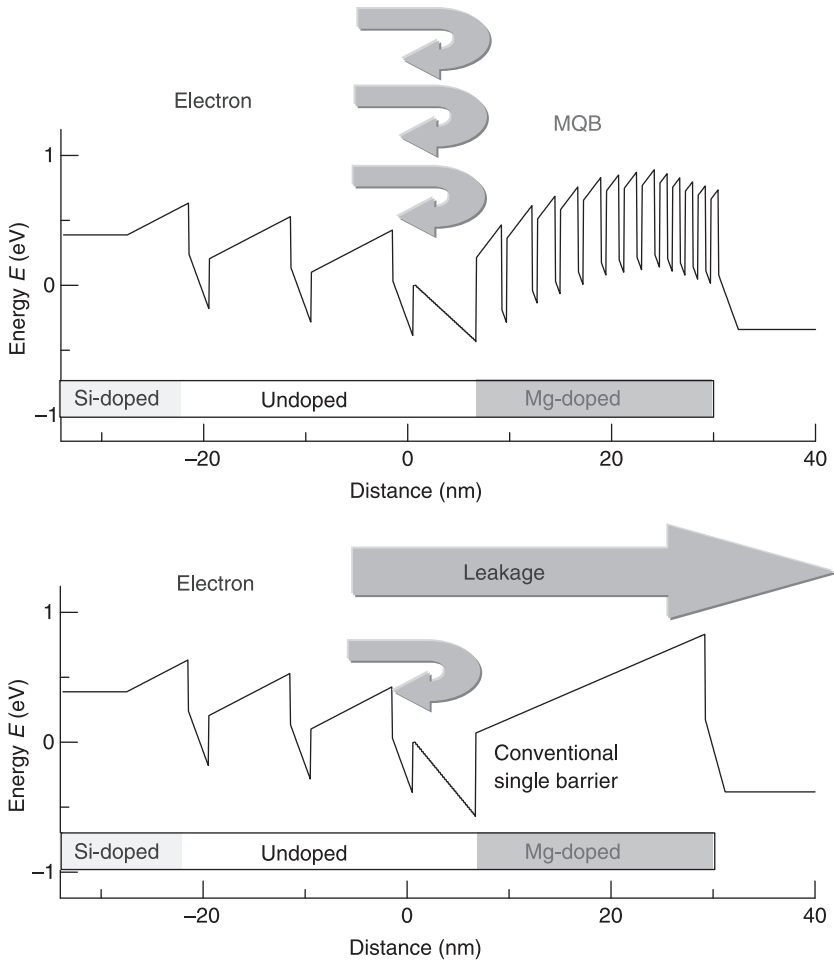 Electron
MQB
1
0
−1
Energy E (eV)
Si-doped
Undoped
Mg-doped
−20
0
20
40
Distance (nm)
Electron
Leakage
1
0
−1
Energy E (eV)
Conventional
single barrier
Si-doped
Undoped
Mg-doped
−20
0
20
40
Distance (nm)